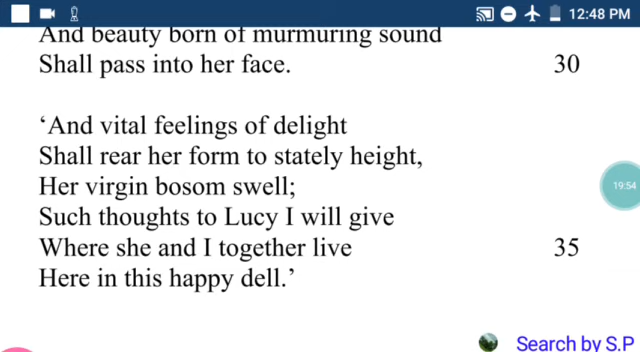 12:48 PM
And beauty born of murmuring sound
Shall pass into her face. 30
‘And vital feelings of delight
Shall rear her form to stately height,
Her virgin bosom swell;
19:54
Such thoughts to Lucy I will give
Where she and I together live 35
Here in this happy dell.’
Search by S.P